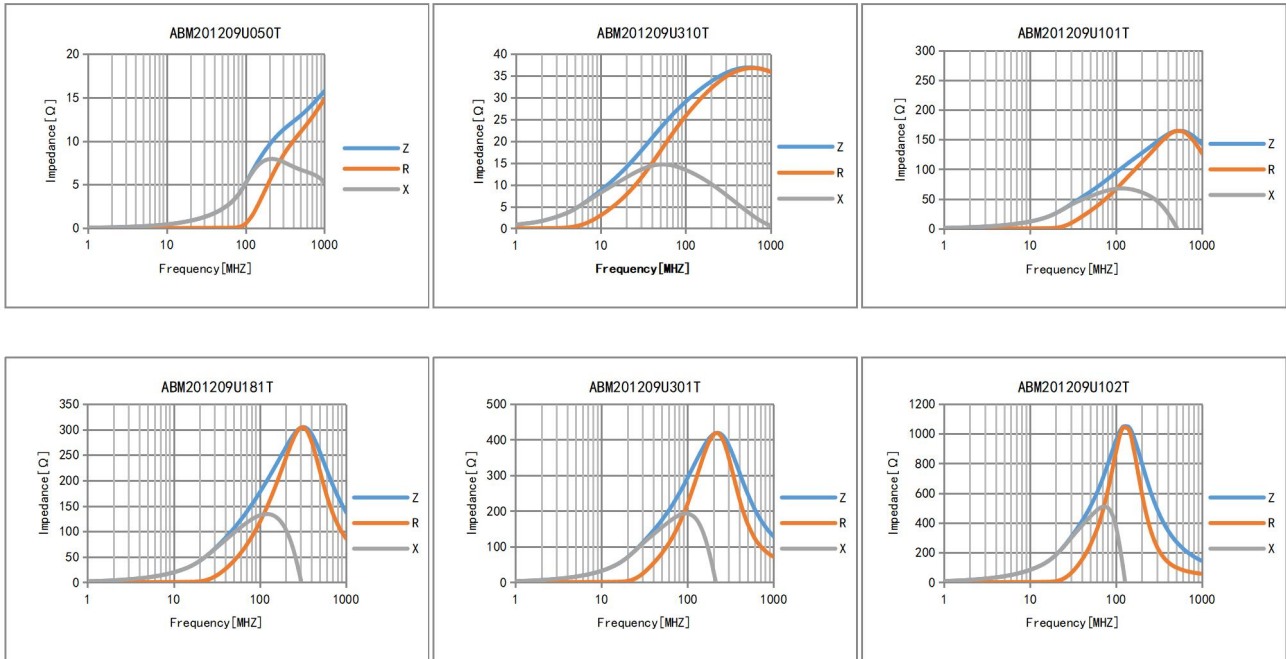 ABM201209U050T
Impedance[Ω]
20
15
10
5
0
1 10 100 1000
Frequency[MHZ]
Z
R
X
ABM201209U310T
Impedance[Ω]
40
35
30
25
20
15
10
5
0
1 10 100 1000
Frequency[MHZ]
Z
R
X
ABM201209U101T
Impedance[Ω]
300
250
200
150
100
50
0
1 10 100 1000
Frequency[MHZ]
Z
R
X
ABM201209U181T
Impedance[Ω]
350
300
250
200
150
100
50
0
1 10 100 1000
Frequency[MHZ]
Z
R
X
ABM201209U301T
Impedance[Ω]
500
400
300
200
100
0
1 10 100 1000
Frequency[MHZ]
Z
R
X
ABM201209U102T
Impedance[Ω]
1200
1000
800
600
400
200
0
1 10 100 1000
Frequency[MHZ]
Z
R
X